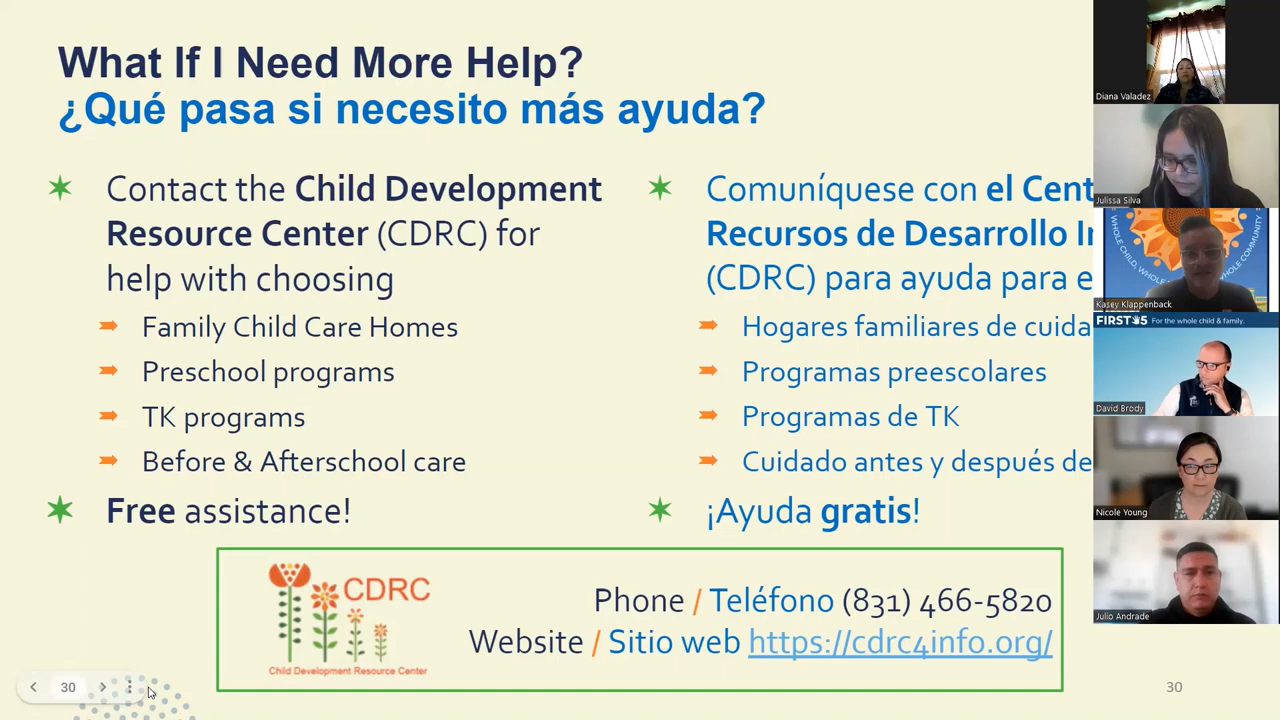 What If I Need More Help?
¿Qué pasa si necesito más ayuda?
Contact the Child Development
Resource Center (CDRC) for
help with choosing
Family Child Care Homes
Preschool programs
TK programs
Before & Afterschool care
Free assistance!
Comuníquese con el Cent
Recursos de Desarrollo I
(CDRC) para ayuda para e
Hogares familiares de cuida
Programas preescolares
Programas de TK
Cuidado antes y después de
¡Ayuda gratis!
CDRC
Child Development Resource Center
Phone / Teléfono (831) 466-5820
Website / Sitio web https://cdrc4info.org/
30
30
Diana Valadez
Julissa Silva
WHOLE CHILD, WHOLE COMMUNITY
Kasey Klappenback
FIRST 5 For the whole child & family.
David Brody
Nicole Young
Julio Andrade